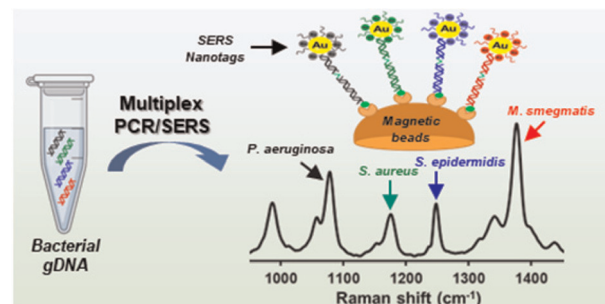 SERS
Nanotags
Au
Au
Au
Au
Magnetic
beads
Multiplex
PCR/SERS
P. aeruginosa
S. aureus
S. epidermidis
M. smegmatis
Bacterial
gDNA
1000
1100
1200
1300
1400
Raman shift (cm⁻¹)